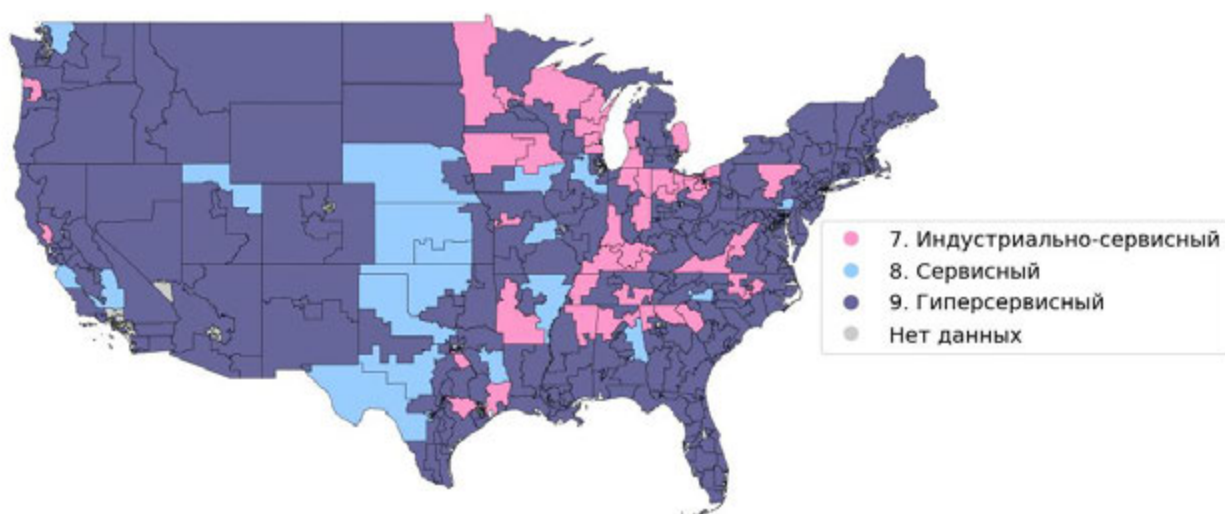 7. Индустриально-сервисный
8. Сервисный
9. Гиперсервисный
Нет данных